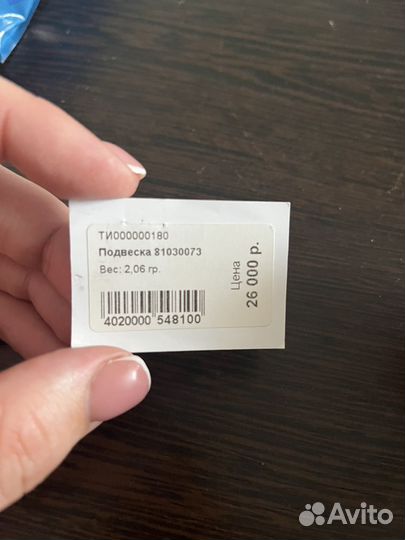 ТИ000000180
Подвеска 81030073
Вес: 2,06 гр.
4020000 548100
Цена
26 000 р.
Avito